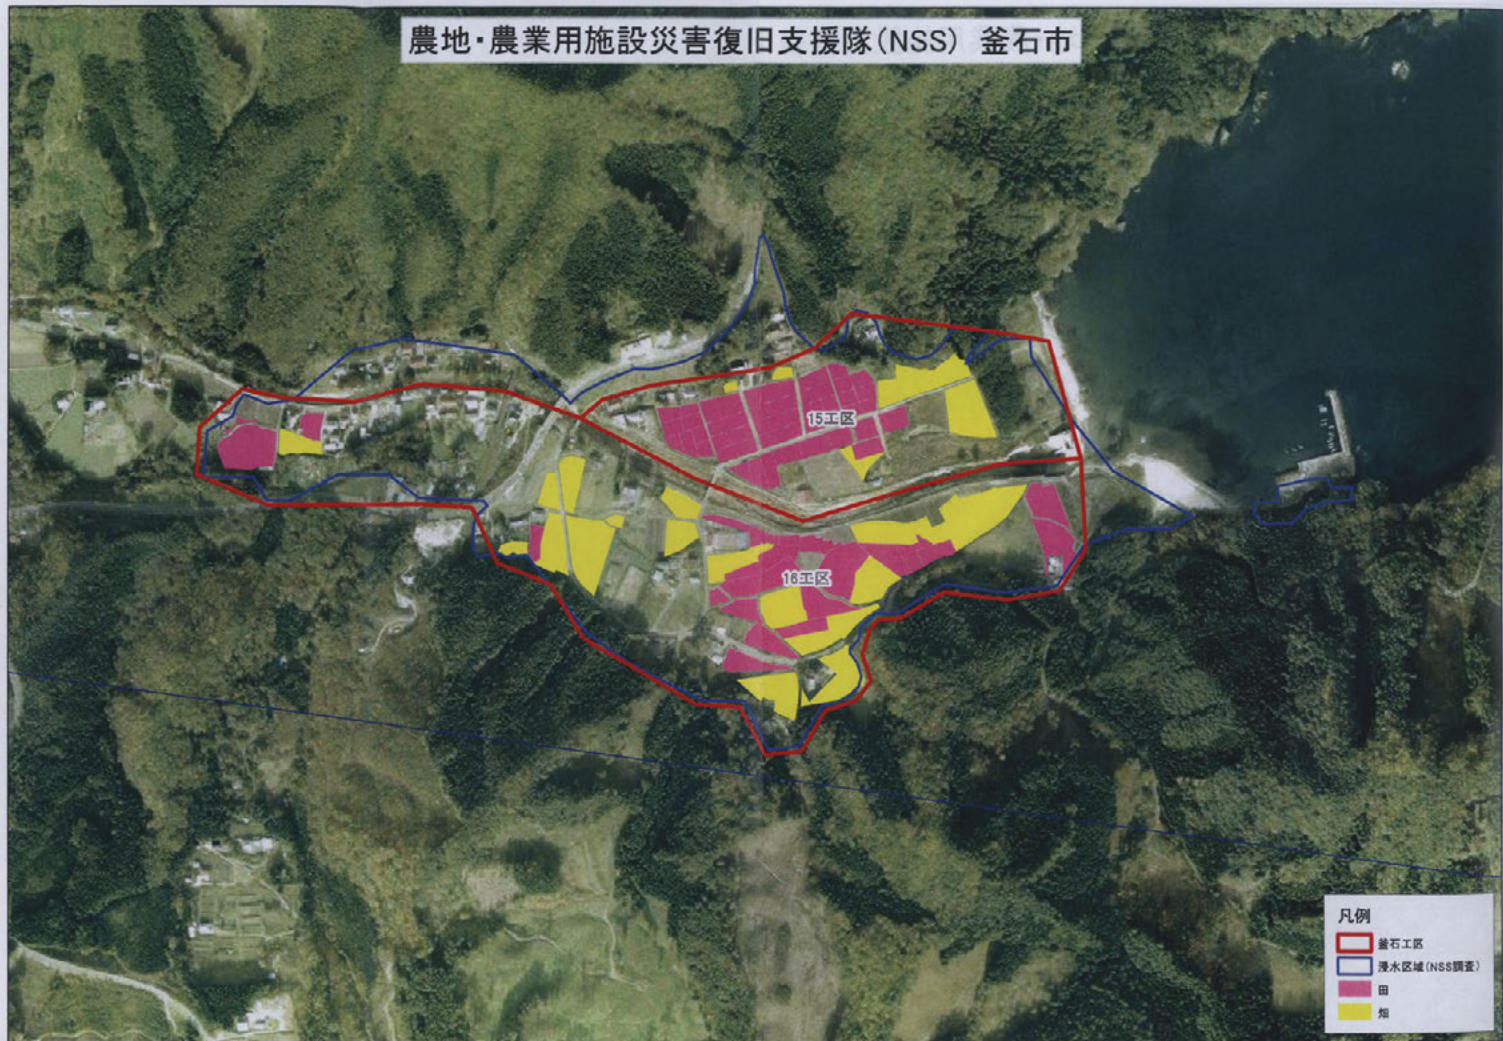 農地・農業用施設災害復旧支援隊(NSS) 釜石市
15工区
16工区
凡例
釜石工区
浸水区域(NSS調査)
田
畑